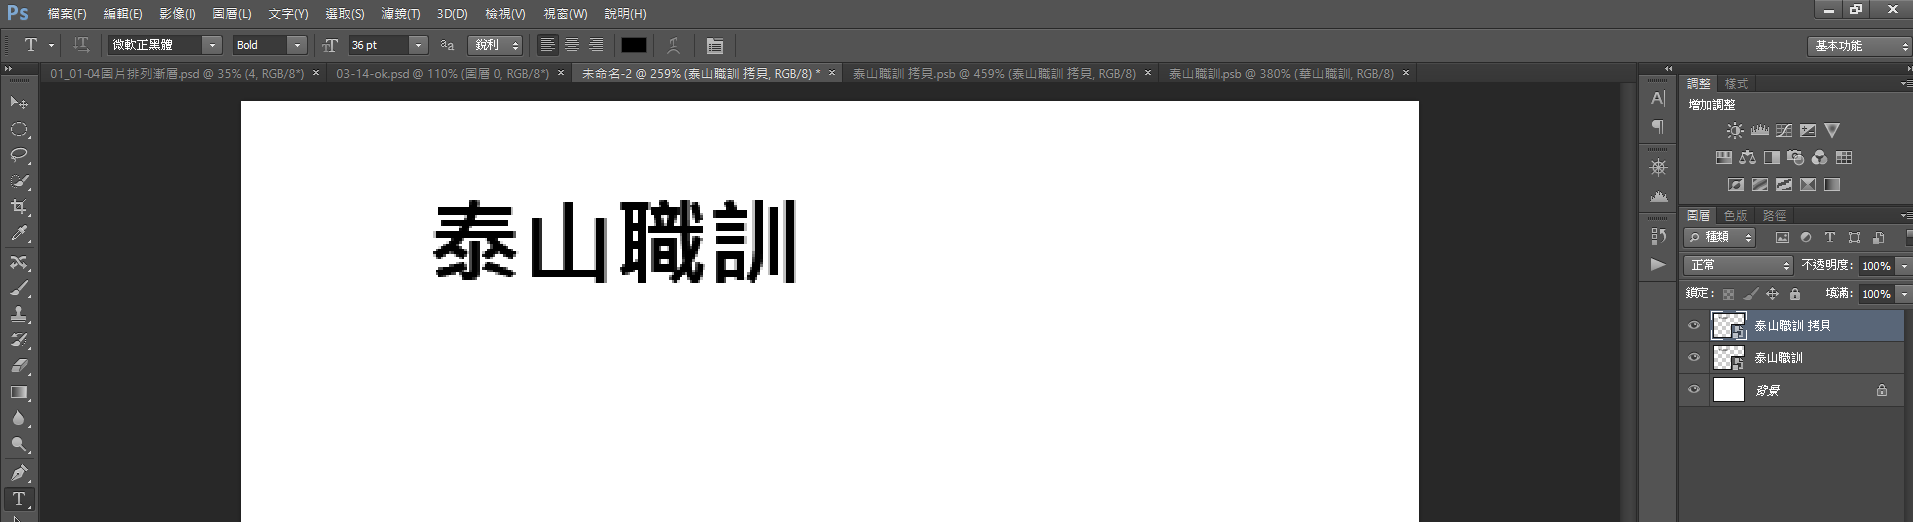 Ps 檔案(F) 編輯(E) 影像(I) 圖層(L) 文字(Y) 選取(S) 濾鏡(T) 3D(D) 檢視(V) 視窗(W) 說明(H)
T 微軟正黑體 Bold 36 pt 銳利 基本功能
01_01-04圖片排列漸層.psd @ 35% (4, RGB/8*) × 03-14-ok.psd @ 110% (圖層 0, RGB/8*) × 未命名-2 @ 259% (泰山職訓 拷貝, RGB/8) * × 泰山職訓 拷貝.psb @ 459% (泰山職訓 拷貝, RGB/8) × 泰山職訓.psb @ 380% (華山職訓, RGB/8) ×
調整 樣式
增加調整
泰山職訓
圖層 色版 路徑
種類
正常 不透明度: 100%
鎖定: 填滿: 100%
泰山職訓 拷貝
泰山職訓
背景